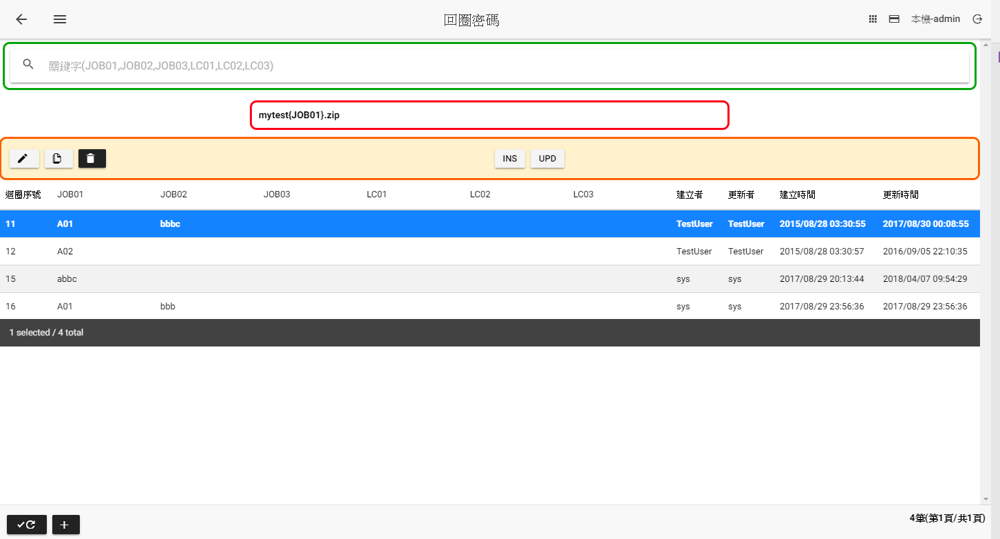 回圈密碼
本機-admin
關鍵字(JOB01,JOB02,JOB03,LC01,LC02,LC03)
mytest{JOB01}.zip
INS UPD
迴圈序號 JOB01 JOB02 JOB03 LC01 LC02 LC03 建立者 更新者 建立時間 更新時間
11 A01 bbbc TestUser TestUser 2015/08/28 03:30:55 2017/08/30 00:08:55
12 A02 TestUser TestUser 2015/08/28 03:30:57 2016/09/05 22:10:35
15 abbc sys sys 2017/08/29 20:13:44 2018/04/07 09:54:29
16 A01 bbb sys sys 2017/08/29 23:56:36 2017/08/29 23:56:36
1 selected / 4 total
4筆(第1頁/共1頁)